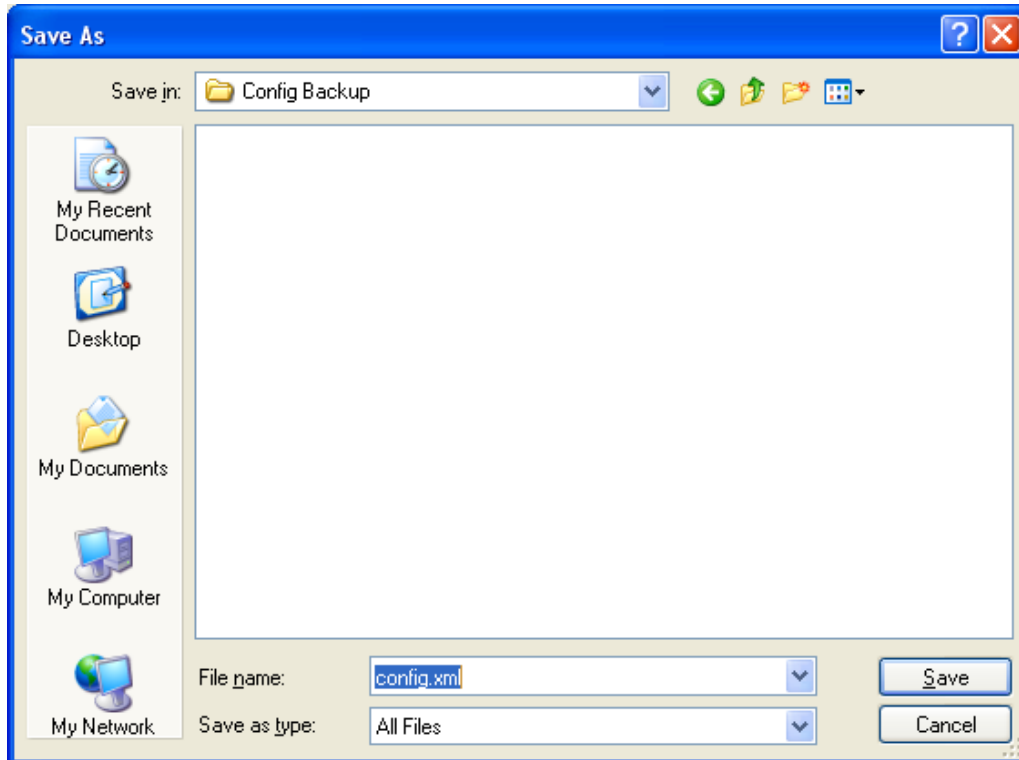 Save As
Save in: Config Backup
My Recent
Documents
Desktop
My Documents
My Computer
My Network
File name: config.xml
Save
Save as type: All Files
Cancel